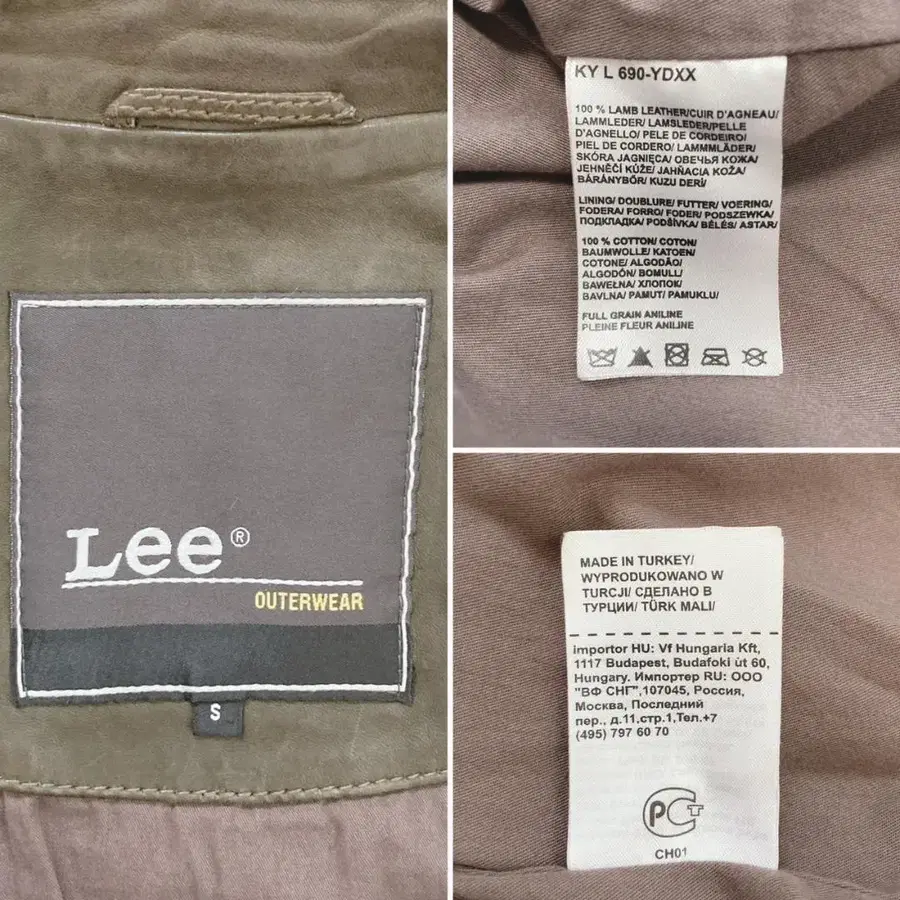 Lee®
OUTERWEAR
S
KY L 690-YDXX
100 % LAMB LEATHER/CUIR D'AGNEAU/
LAMMLEDER/ LAMSLEDER/PELLE
D'AGNELLO/ PELE DE CORDEIRO/
PIEL DE CORDERO/ LAMMMLÄDER/
SKÓRA JAGNIĘCA/ ОВЕЧЬЯ КОЖА/
JEHNĚČÍ KŮŽE/ JAHŇACIA KOŽA/
BÁRÁNYBŐR/ KUZU DERİ/
LINING/ DOUBLURE/ FUTTER/ VOERING/
FODERA/ FORRO/ FODER/ PODSZEWKA/
ПОДКЛАДКА/ PODŠÍVKA/ BÉLÉS/ ASTAR/
100 % COTTON/ COTON/
BAUMWOLLE/ KATOEN/
COTONE/ ALGODÃO/
ALGODÓN/ BOMULL/
BAWEŁNA/ ХЛОПОК/
BAVLNA/ PAMUT/ PAMUKLU/
FULL GRAIN ANILINE
PLEINE FLEUR ANILINE
MADE IN TURKEY/
WYPRODUKOWANO W
TURCJI/ СДЕЛАНО В
ТУРЦИИ/ TÜRK MALI/
importor HU: Vf Hungaria Kft,
1117 Budapest, Budafoki út 60,
Hungary. Импортер RU: ООО
"ВФ СНГ",107045, Россия,
Москва, Последний
пер., д.11,стр.1,Тел.+7
(495) 797 60 70
РСТ
CH01